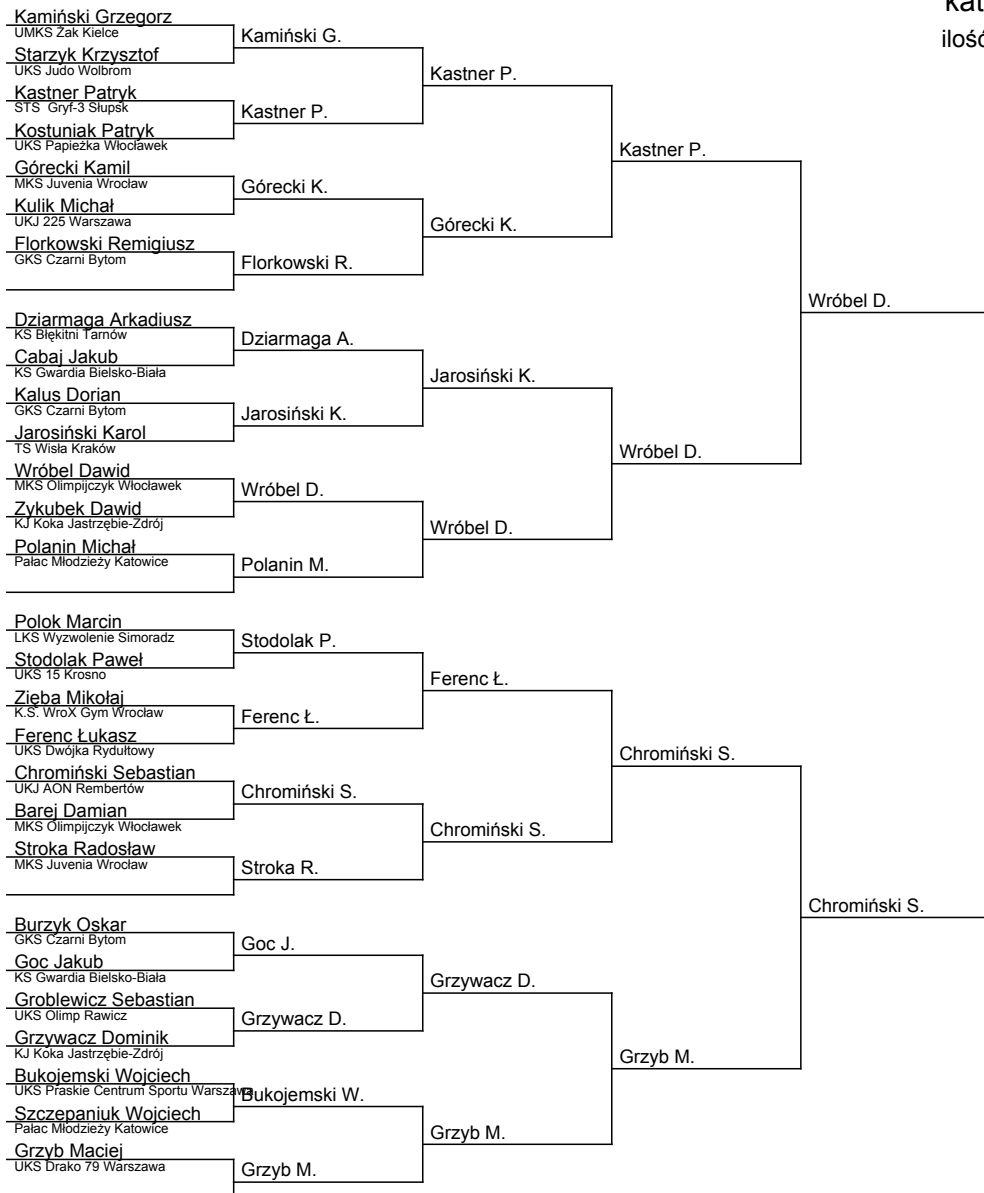 kat
ilość
Kamiński Grzegorz
UMKS Żak Kielce
Starzyk Krzysztof
UKS Judo Wolbrom
Kastner Patryk
STS Gryf-3 Słupsk
Kostuniak Patryk
UKS Papieżka Włocławek
Górecki Kamil
MKS Juvenia Wrocław
Kulik Michał
UKJ 225 Warszawa
Florkowski Remigiusz
GKS Czarni Bytom
Dziarmaga Arkadiusz
KS Błękitni Tarnów
Cabaj Jakub
KS Gwardia Bielsko-Biała
Kalus Dorian
GKS Czarni Bytom
Jarosiński Karol
TS Wisła Kraków
Wróbel Dawid
MKS Olimpijczyk Włocławek
Zykubek Dawid
KJ Koka Jastrzębie-Zdrój
Polanin Michał
Pałac Młodzieży Katowice
Polok Marcin
LKS Wyzwolenie Simoradz
Stodolak Paweł
UKS 15 Krosno
Zięba Mikołaj
K.S. WroX Gym Wrocław
Ferenc Łukasz
UKS Dwójka Rydułtowy
Chromiński Sebastian
UKJ AON Rembertów
Barej Damian
MKS Olimpijczyk Włocławek
Stroka Radosław
MKS Juvenia Wrocław
Burzyk Oskar
GKS Czarni Bytom
Goc Jakub
KS Gwardia Bielsko-Biała
Groblewicz Sebastian
UKS Olimp Rawicz
Grzywacz Dominik
KJ Koka Jastrzębie-Zdrój
Bukojemski Wojciech
UKS Praskie Centrum Sportu Warszawa
Szczepaniuk Wojciech
Pałac Młodzieży Katowice
Grzyb Maciej
UKS Drako 79 Warszawa
Kamiński G.
Kastner P.
Górecki K.
Florkowski R.
Dziarmaga A.
Jarosiński K.
Wróbel D.
Polanin M.
Stodolak P.
Ferenc Ł.
Chromiński S.
Stroka R.
Goc J.
Grzywacz D.
Bukojemski W.
Grzyb M.
Kastner P.
Górecki K.
Jarosiński K.
Wróbel D.
Ferenc Ł.
Chromiński S.
Grzywacz D.
Grzyb M.
Kastner P.
Wróbel D.
Chromiński S.
Grzyb M.
Wróbel D.
Chromiński S.